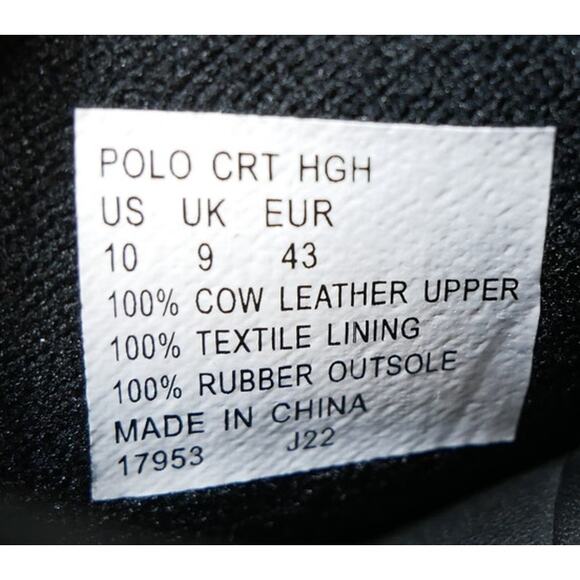 POLO CRT HGH
US UK EUR
10 9 43
100% COW LEATHER UPPER
100% TEXTILE LINING
100% RUBBER OUTSOLE
MADE IN CHINA
17953 J22